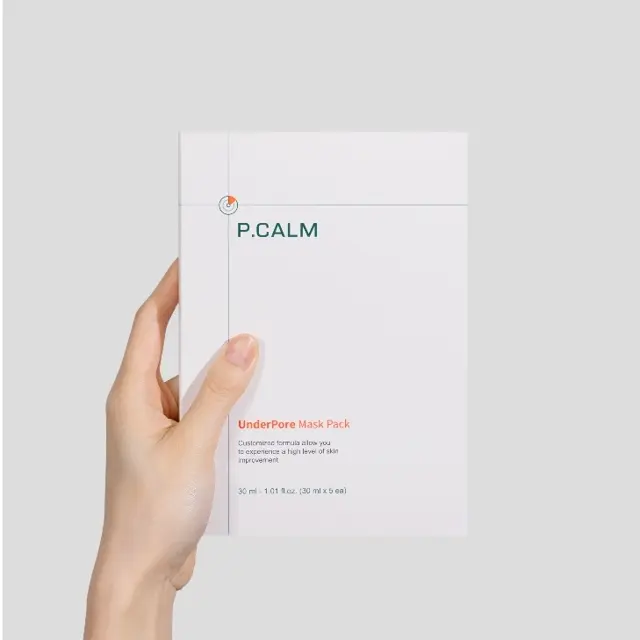 P.CALM
UnderPore Mask Pack
Customized formula allow you
to experience a high level of skin
improvement
30 ml - 1.01 fl.oz. (30 ml x 5 ea)